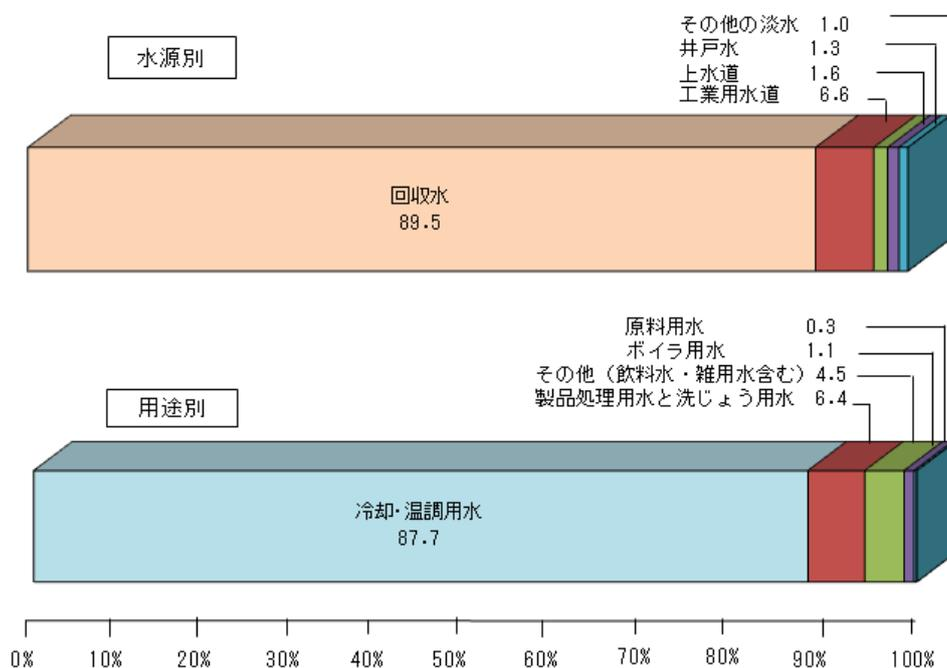 水源別
その他の淡水 1.0
井戸水 1.3
上水道 1.6
工業用水道 6.6
回収水
89.5
用途別
原料用水 0.3
ボイラ用水 1.1
その他（飲料水・雑用水含む） 4.5
製品処理用水と洗じょう用水 6.4
冷却・温調用水
87.7
0% 10% 20% 30% 40% 50% 60% 70% 80% 90% 100%